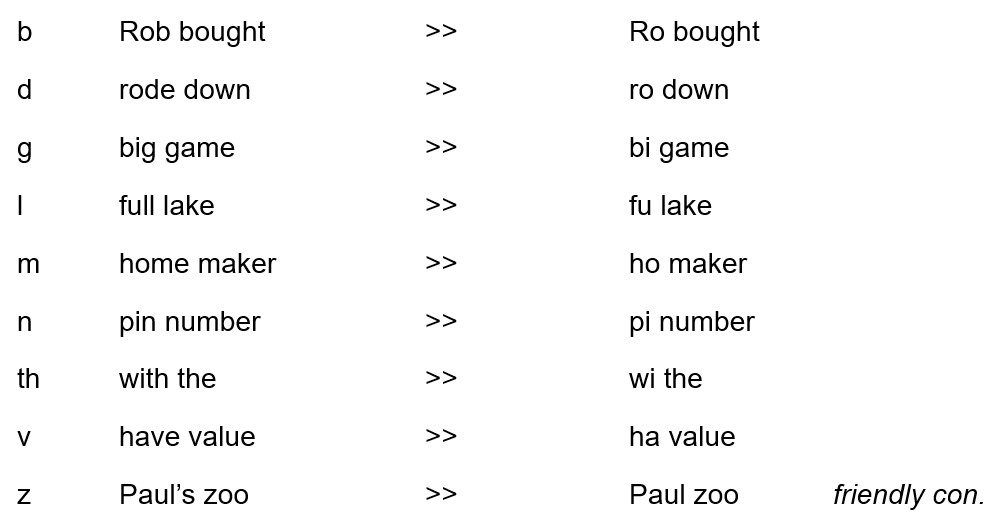 b Rob bought >> Ro bought
d rode down >> ro down
g big game >> bi game
l full lake >> fu lake
m home maker >> ho maker
n pin number >> pi number
th with the >> wi the
v have value >> ha value
z Paul’s zoo >> Paul zoo friendly con.